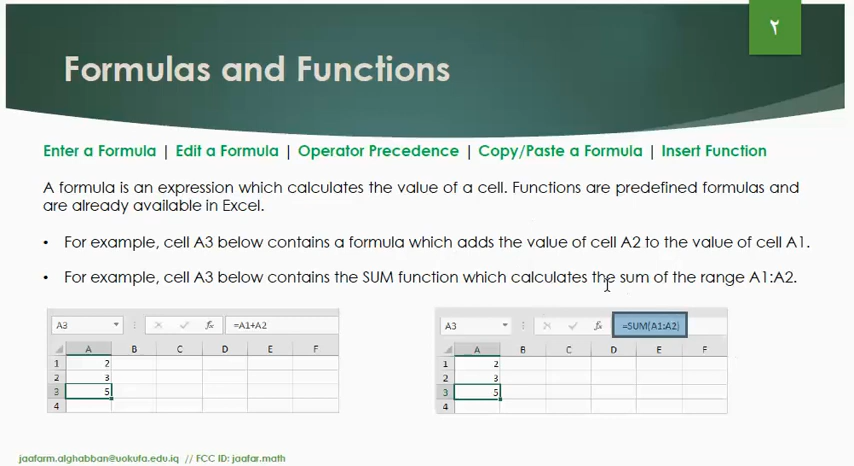 ٢
Formulas and Functions
Enter a Formula | Edit a Formula | Operator Precedence | Copy/Paste a Formula | Insert Function
A formula is an expression which calculates the value of a cell. Functions are predefined formulas and
are already available in Excel.
• For example, cell A3 below contains a formula which adds the value of cell A2 to the value of cell A1.
• For example, cell A3 below contains the SUM function which calculates the sum of the range A1:A2.
A3 fx =A1+A2
A B C D E F
1 2
2 3
3 5
4
A3 fx =SUM(A1:A2)
A B C D E F
1 2
2 3
3 5
4
jaafarm.alghabban@uokufa.edu.iq // FCC ID: jaafar.math